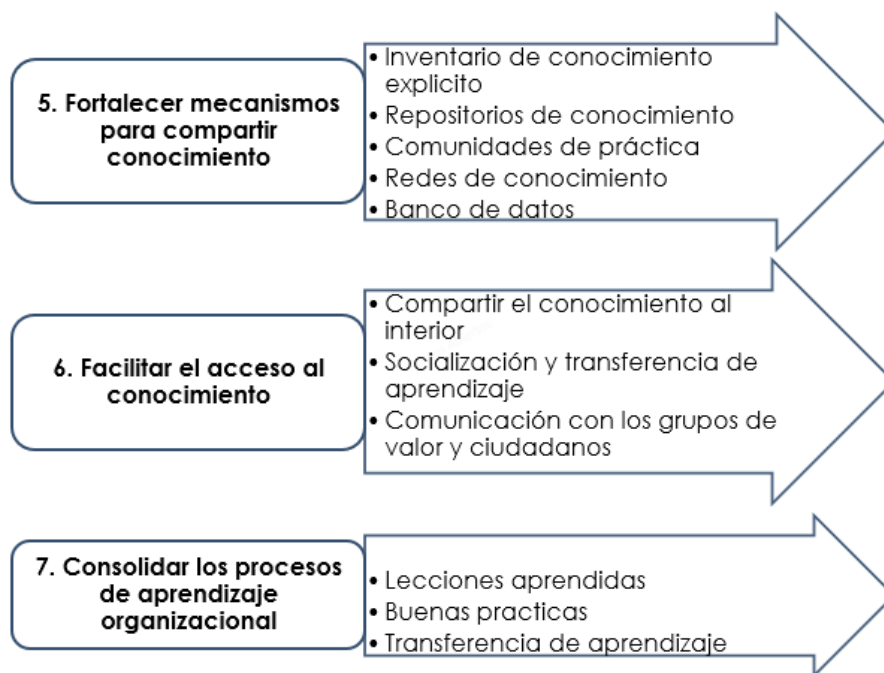 5. Fortalecer mecanismos
para compartir
conocimiento
• Inventario de conocimiento
explicito
• Repositorios de conocimiento
• Comunidades de práctica
• Redes de conocimiento
• Banco de datos
6. Facilitar el acceso al
conocimiento
• Compartir el conocimiento al
interior
• Socialización y transferencia de
aprendizaje
• Comunicación con los grupos de
valor y ciudadanos
7. Consolidar los procesos
de aprendizaje
organizacional
• Lecciones aprendidas
• Buenas practicas
• Transferencia de aprendizaje